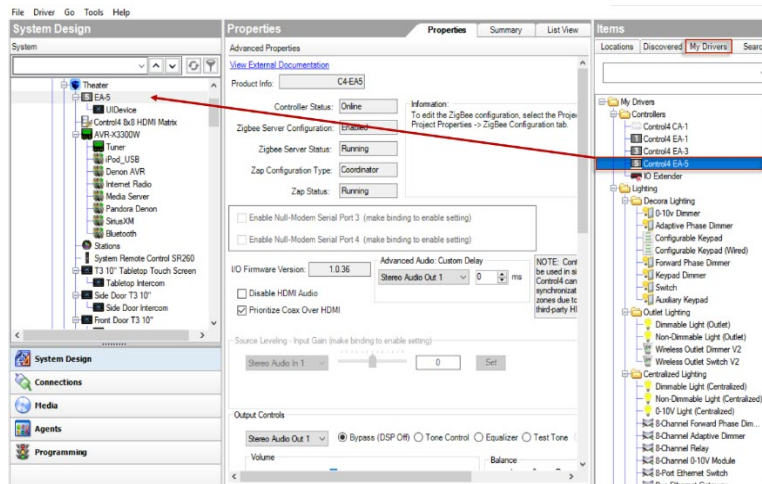 File Driver Go Tools Help
System Design
System
Theater
EA-5
UIDevice
Control4 8x8 HDMI Matrix
AVR-X3300W
Tuner
iPod_USB
Denon AVR
Internet Radio
Media Server
Pandora Denon
SiriusXM
Bluetooth
Stations
System Remote Control SR260
T3 10" Tabletop Touch Screen
Tabletop Intercom
Side Door T3 10"
Side Door Intercom
Front Door T3 10"
System Design
Connections
Media
Agents
Programming
Properties
Properties Summary List View
Advanced Properties
View External Documentation
Product Info: C4-EA5
Controller Status: Online
Zigbee Server Configuration: Enabled
Zigbee Server Status: Running
Zap Configuration Type: Coordinator
Zap Status: Running
Information:
To edit the ZigBee configuration, select the Proje
Project Properties -> ZigBee Configuration tab.
Enable Null-Modem Serial Port 3 (make binding to enable setting)
Enable Null-Modem Serial Port 4 (make binding to enable setting)
I/O Firmware Version: 1.0.36
Disable HDMI Audio
Prioritize Coax Over HDMI
Advanced Audio: Custom Delay
Stereo Audio Out 1 0 ms
NOTE: Cont
be used in si
Control4 can
synchronizat
zones due to
third-party H
Source Leveling - Input Gain (make binding to enable setting)
Stereo Audio In 1 0 Set
Output Controls
Stereo Audio Out 1 Bypass (DSP Off) Tone Control Equalizer Test Tone
Volume Balance
Items
Locations Discovered My Drivers Searc
My Drivers
Controllers
Control4 CA-1
Control4 EA-1
Control4 EA-3
Control4 EA-5
IO Extender
Lighting
Decora Lighting
0-10v Dimmer
Adaptive Phase Dimmer
Configurable Keypad
Configurable Keypad (Wired)
Forward Phase Dimmer
Keypad Dimmer
Switch
Auxiliary Keypad
Outlet Lighting
Dimmable Light (Outlet)
Non-Dimmable Light (Outlet)
Wireless Outlet Dimmer V2
Wireless Outlet Switch V2
Centralized Lighting
Dimmable Light (Centralized)
Non-Dimmable Light (Centralized)
0-10V Light (Centralized)
8-Channel Forward Phase Dim...
8-Channel Adaptive Dimmer
8-Channel Relay
8-Channel 0-10V Module
8-Port Ethernet Switch